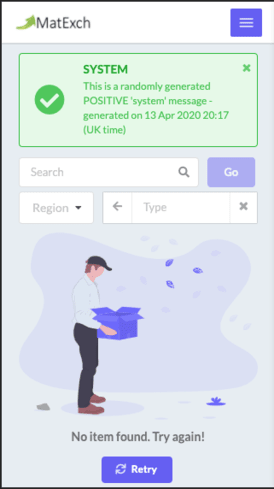 MatExch
SYSTEM
This is a randomly generated
POSITIVE 'system' message -
generated on 13 Apr 2020 20:17
(UK time)
Search
Go
Region
Type
No item found. Try again!
Retry